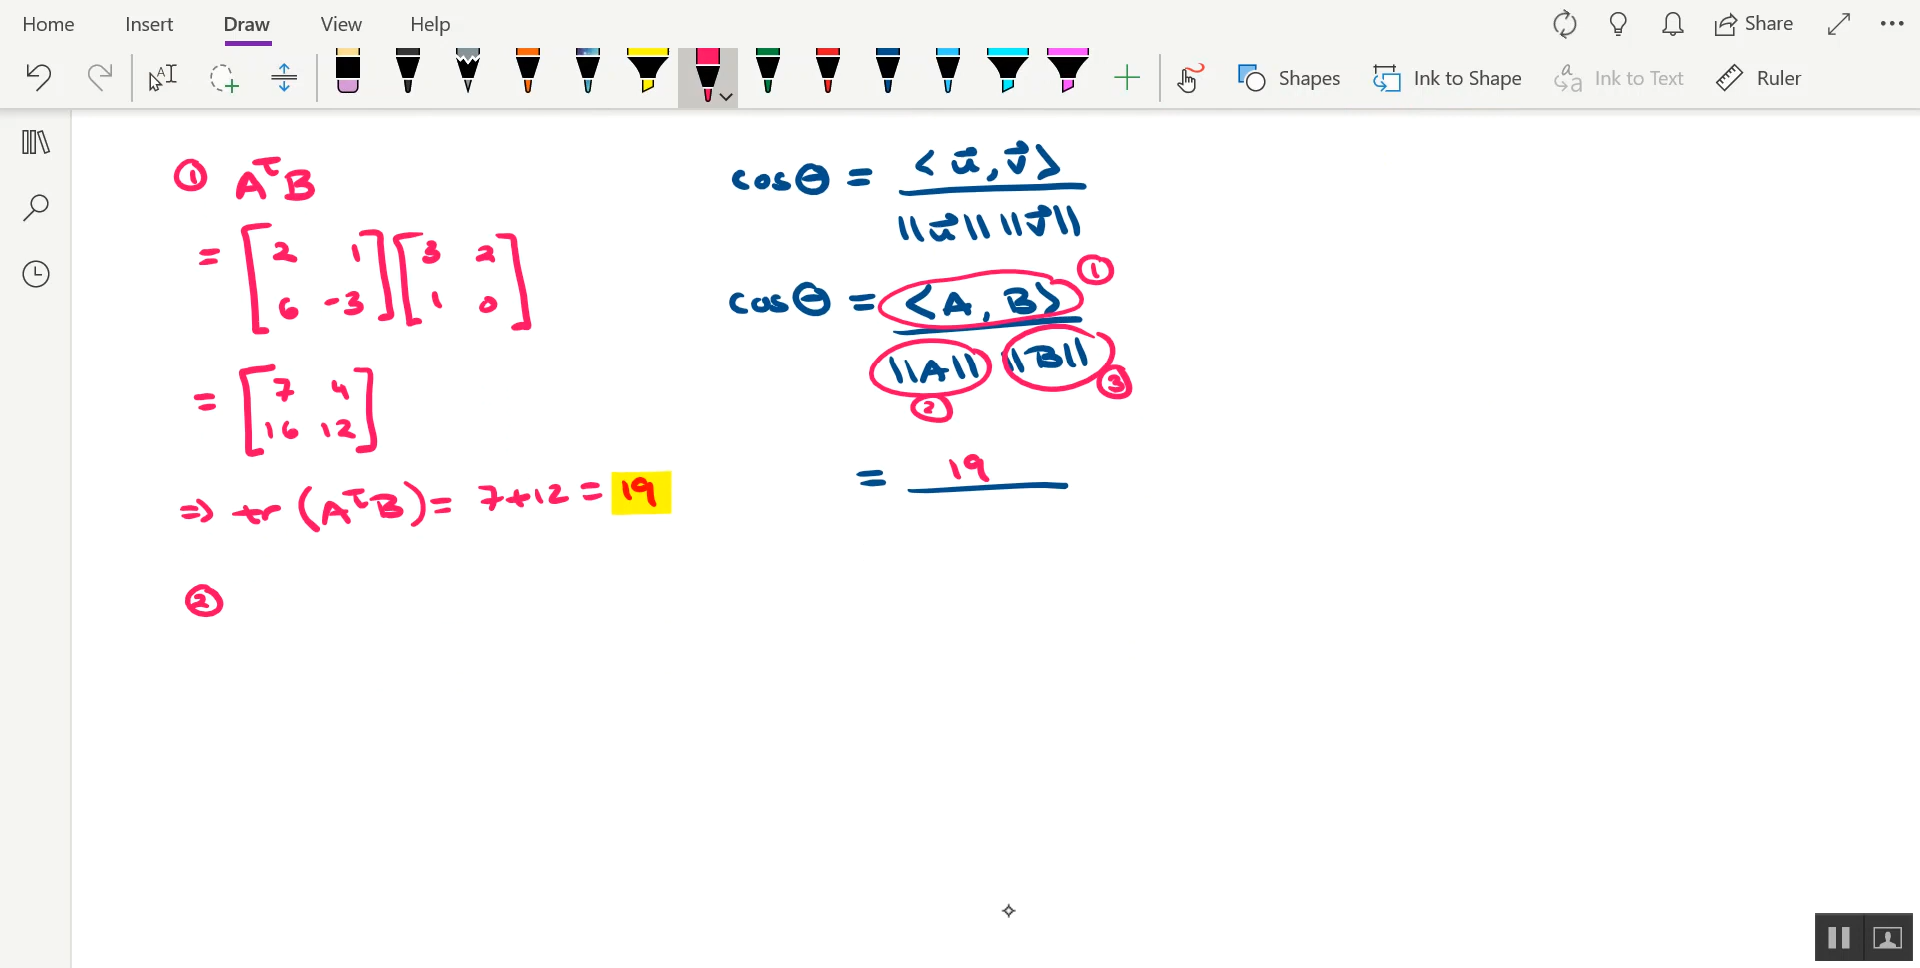 Home Insert Draw View Help
Share
Shapes Ink to Shape Ink to Text Ruler
① AᵀB
= [2 1
6 -3] [3 2
1 0]
= [7 4
16 12]
=> tr (AᵀB) = 7+12 = 19
②
cosθ = <u⃗, v⃗>
||u⃗|| ||v⃗||
cosθ = <A, B> ①
||A|| ||B||
② ③
= 19